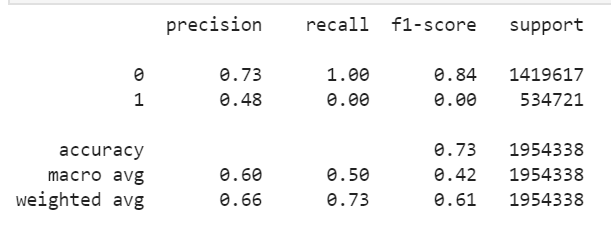 precision recall f1-score support
0 0.73 1.00 0.84 1419617
1 0.48 0.00 0.00 534721
accuracy 0.73 1954338
macro avg 0.60 0.50 0.42 1954338
weighted avg 0.66 0.73 0.61 1954338